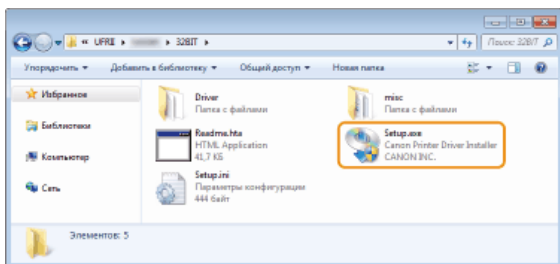 « UFRII ▸ ▸ 32BIT ▸
Поиск: 32BIT
Упорядочить ▾ Добавить в библиотеку ▾ Общий доступ ▾ Новая папка
Избранное
Библиотеки
Компьютер
Сеть
Driver
Папка с файлами
misc
Папка с файлами
Readme.hta
HTML Application
41,7 КБ
Setup.exe
Canon Printer Driver Installer
CANON INC.
Setup.ini
Параметры конфигурации
444 байт
Элементов: 5